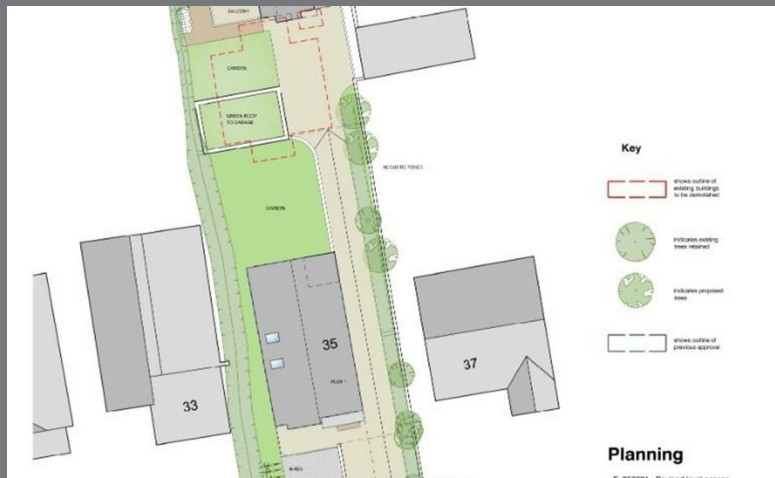 BALCONY
GARDEN
GREEN ROOF
TO GARAGE
ACOUSTIC FENCE
GARDEN
35
PLOT 1
33
37
BIKES
Key
shows outline of
existing buildings
to be demolished
indicates existing
trees retained
indicates proposed
trees
shows outline of
previous approval
Planning